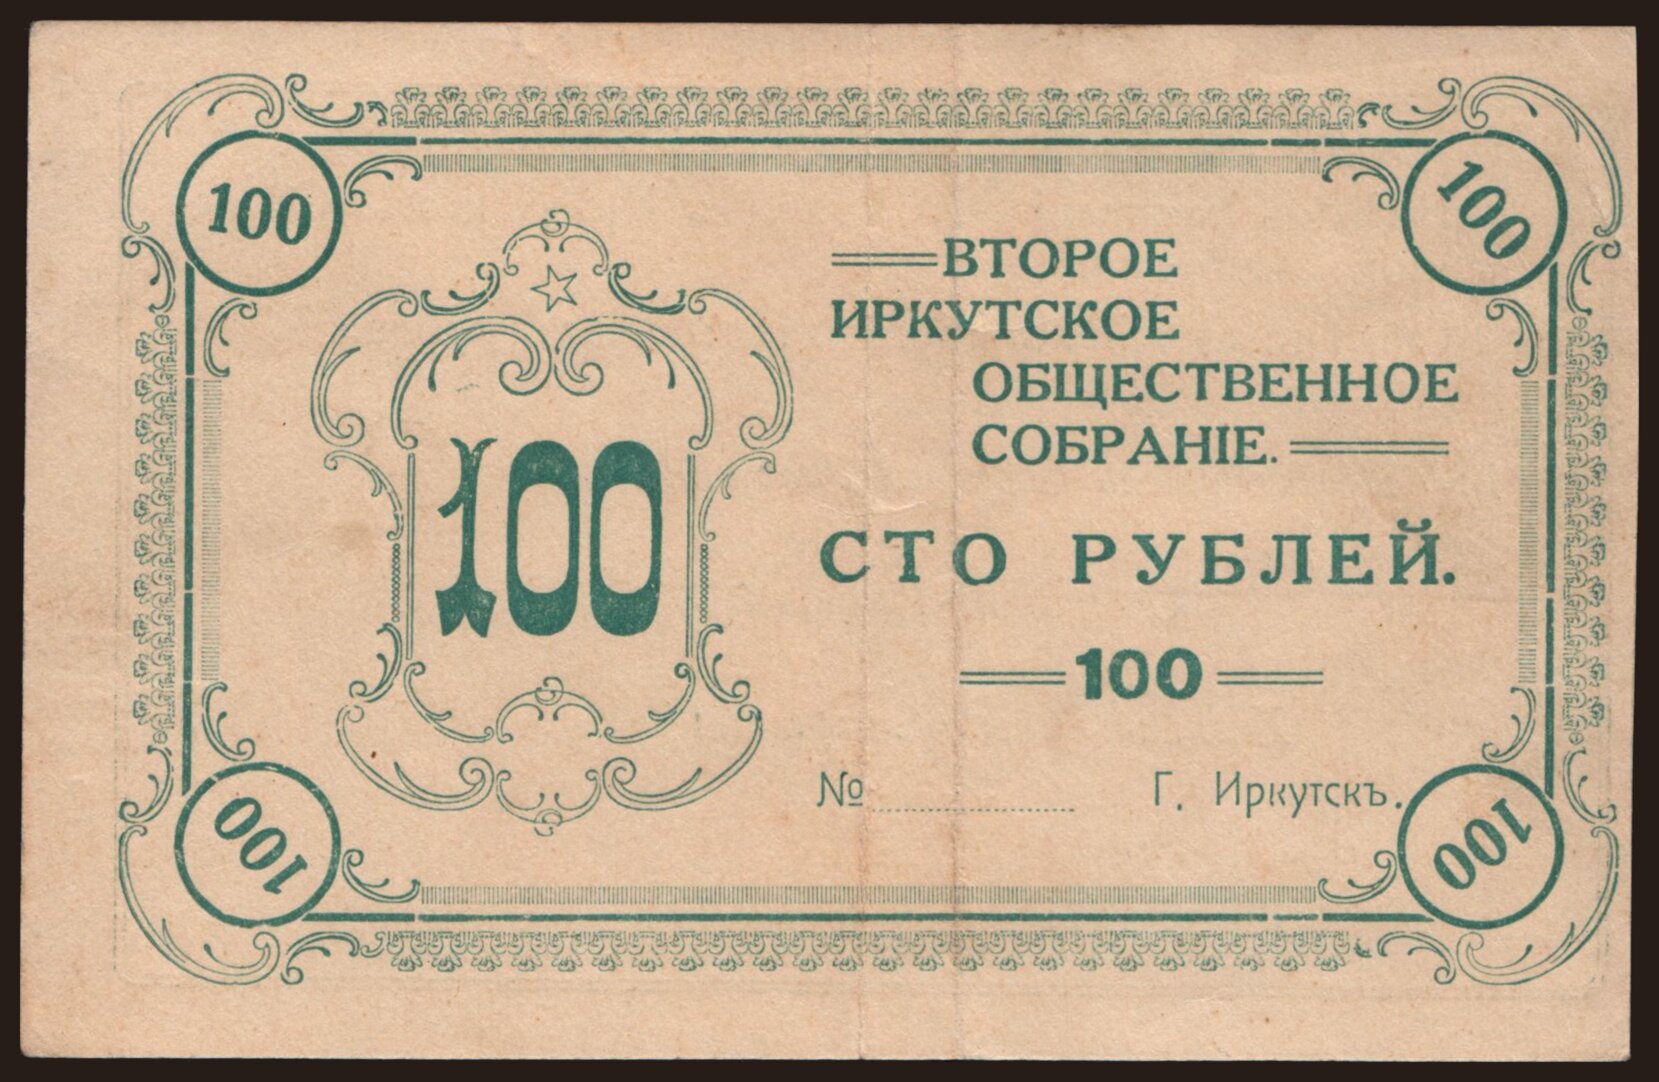 100
100
ВТОРОЕ
ИРКУТСКОЕ
ОБЩЕСТВЕННОЕ
СОБРАНІЕ.
100
СТО РУБЛЕЙ.
100
№ Г. Иркутскъ.
100
100